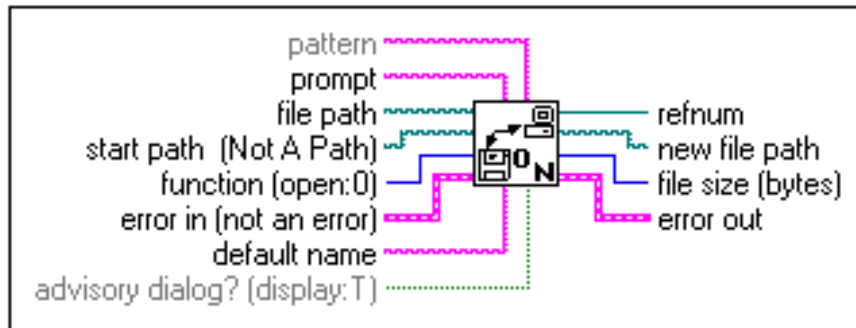 pattern
prompt
file path
start path (Not A Path)
function (open:0)
error in (not an error)
default name
advisory dialog? (display:T)
0
N
refnum
new file path
file size (bytes)
error out